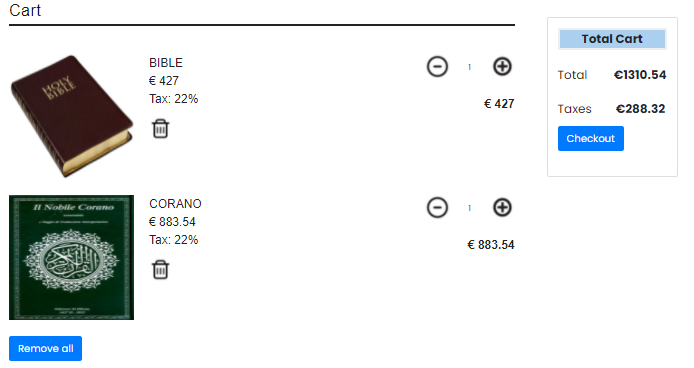 Cart
HOLY
BIBLE
BIBLE
€ 427
Tax: 22%
1
€ 427
Il Nobile Corano
CORANO
€ 883.54
Tax: 22%
1
€ 883.54
Remove all
Total Cart
Total €1310.54
Taxes €288.32
Checkout